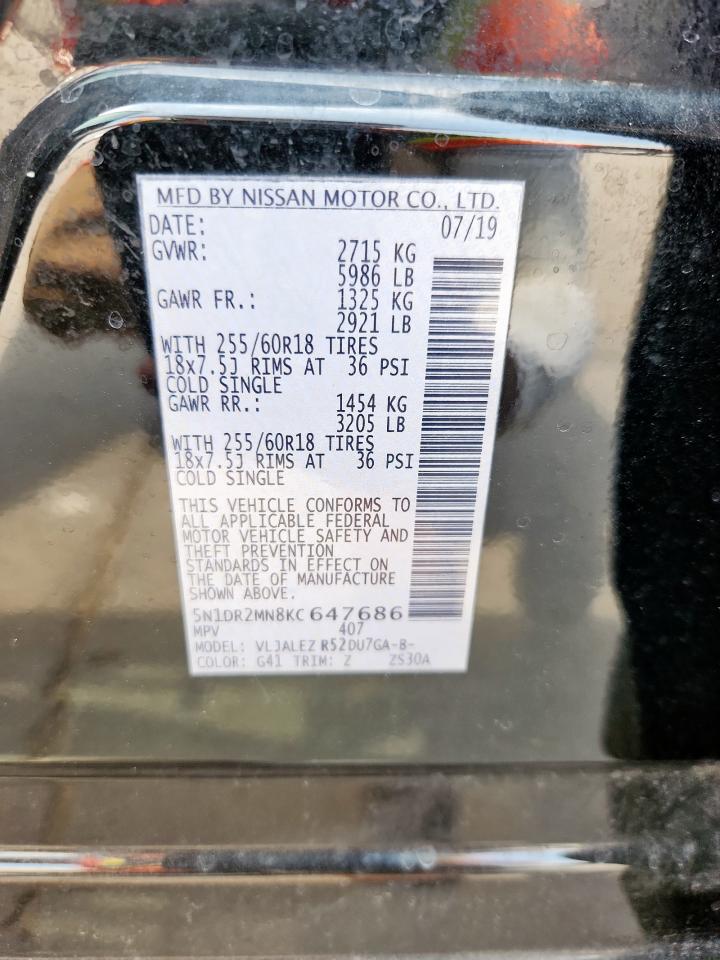 MFD BY NISSAN MOTOR CO., LTD.
DATE: 07/19
GVWR: 2715 KG
5986 LB
GAWR FR.: 1325 KG
2921 LB
WITH 255/60R18 TIRES
18x7.5J RIMS AT 36 PSI
COLD SINGLE
GAWR RR.: 1454 KG
3205 LB
WITH 255/60R18 TIRES
18x7.5J RIMS AT 36 PSI
COLD SINGLE
THIS VEHICLE CONFORMS TO
ALL APPLICABLE FEDERAL
MOTOR VEHICLE SAFETY AND
THEFT PREVENTION
STANDARDS IN EFFECT ON
THE DATE OF MANUFACTURE
SHOWN ABOVE.
5N1DR2MN8KC647686
MPV 407
MODEL: VLJALEZ R52DU7GA-B-
COLOR: G41 TRIM: Z ZS30A